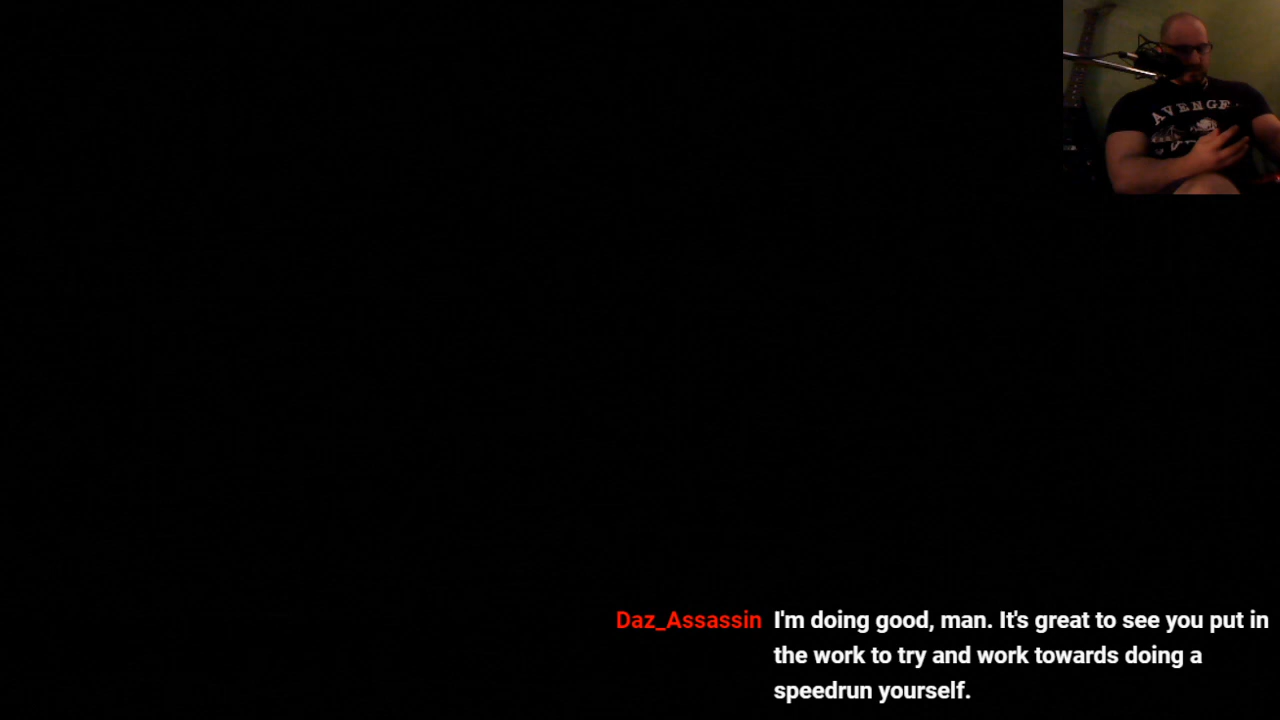 AVENGE
Daz_Assassin I'm doing good, man. It's great to see you put in
the work to try and work towards doing a
speedrun yourself.